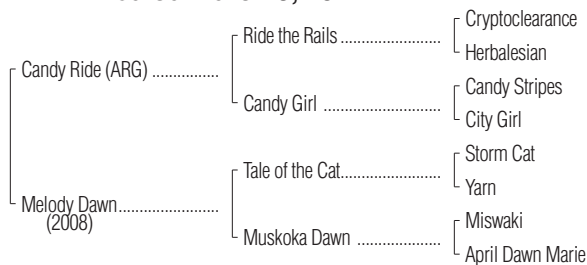 Cryptoclearance
Ride the Rails
Herbalesian
Candy Ride (ARG)
Candy Stripes
Candy Girl
City Girl
Storm Cat
Tale of the Cat
Yarn
Melody Dawn
(2008)
Miswaki
Muskoka Dawn
April Dawn Marie